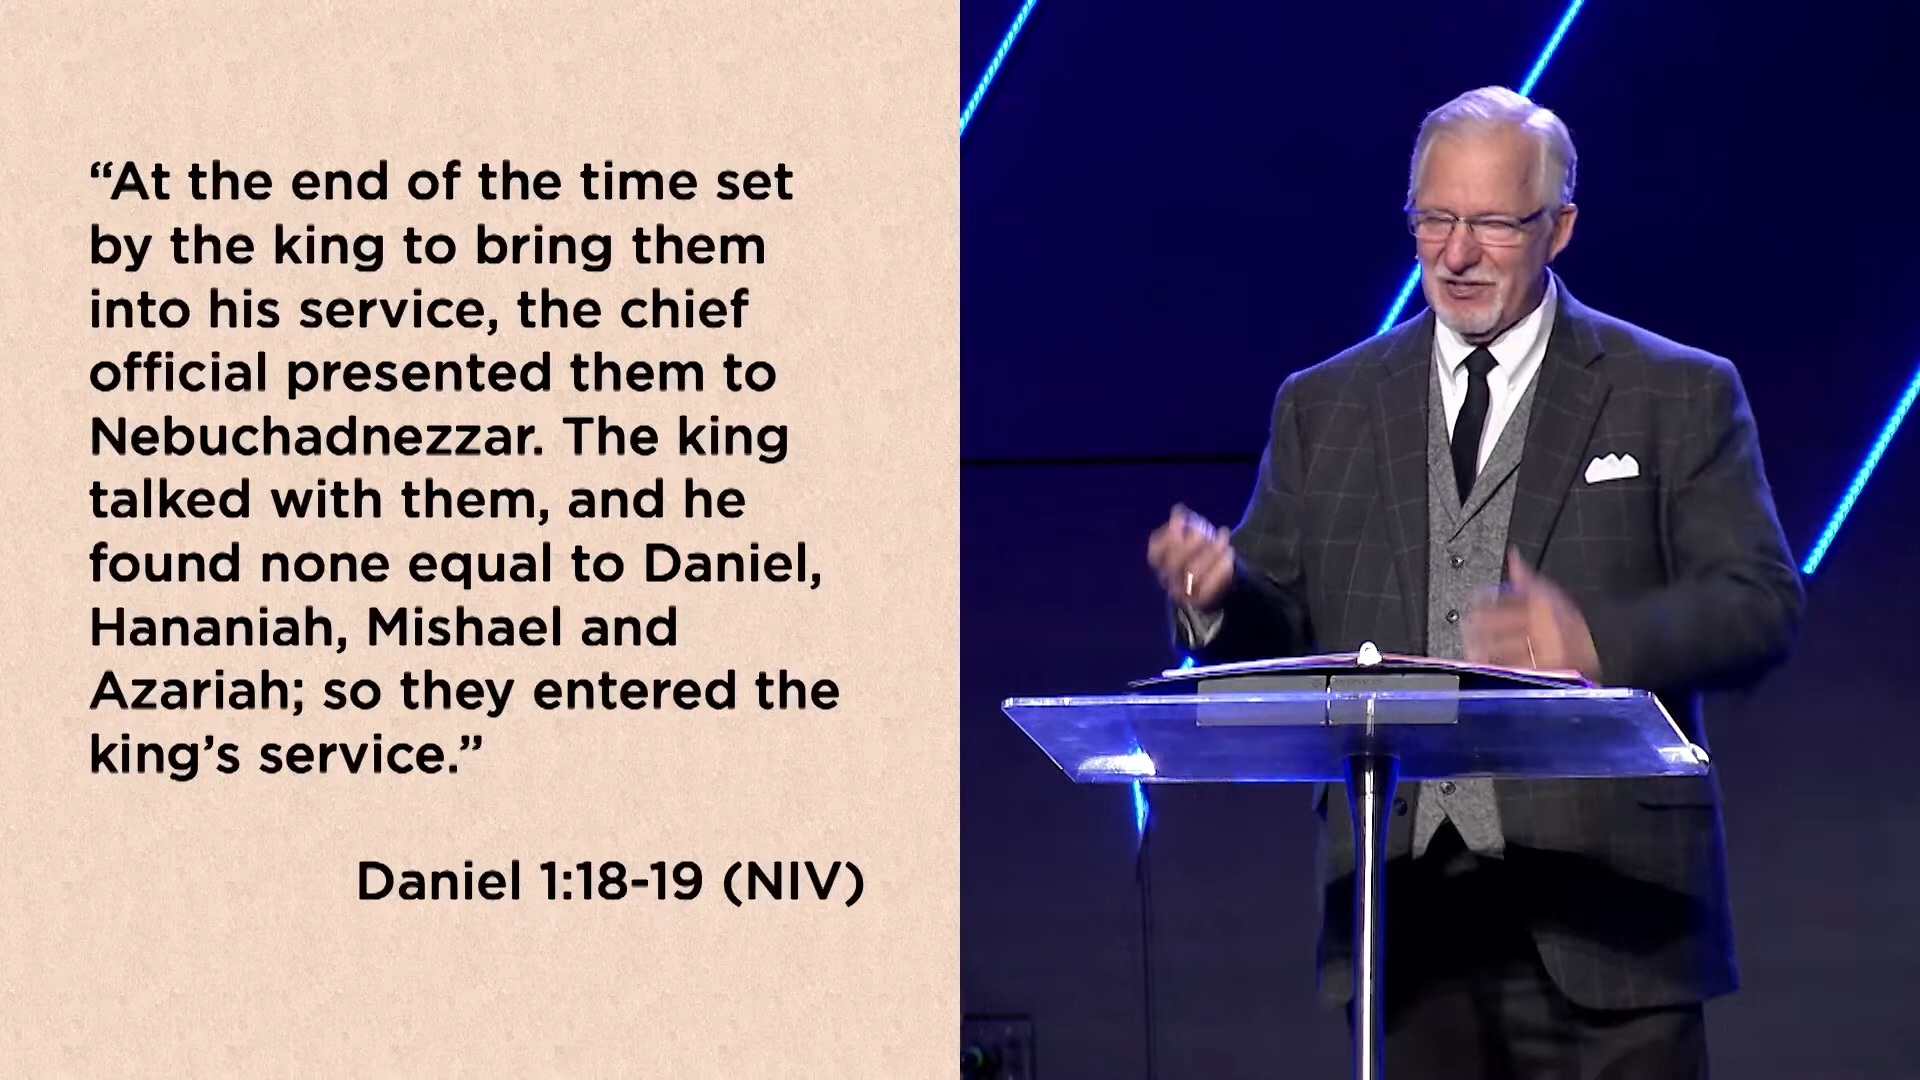 “At the end of the time set
by the king to bring them
into his service, the chief
official presented them to
Nebuchadnezzar. The king
talked with them, and he
found none equal to Daniel,
Hananiah, Mishael and
Azariah; so they entered the
king’s service.”
Daniel 1:18-19 (NIV)